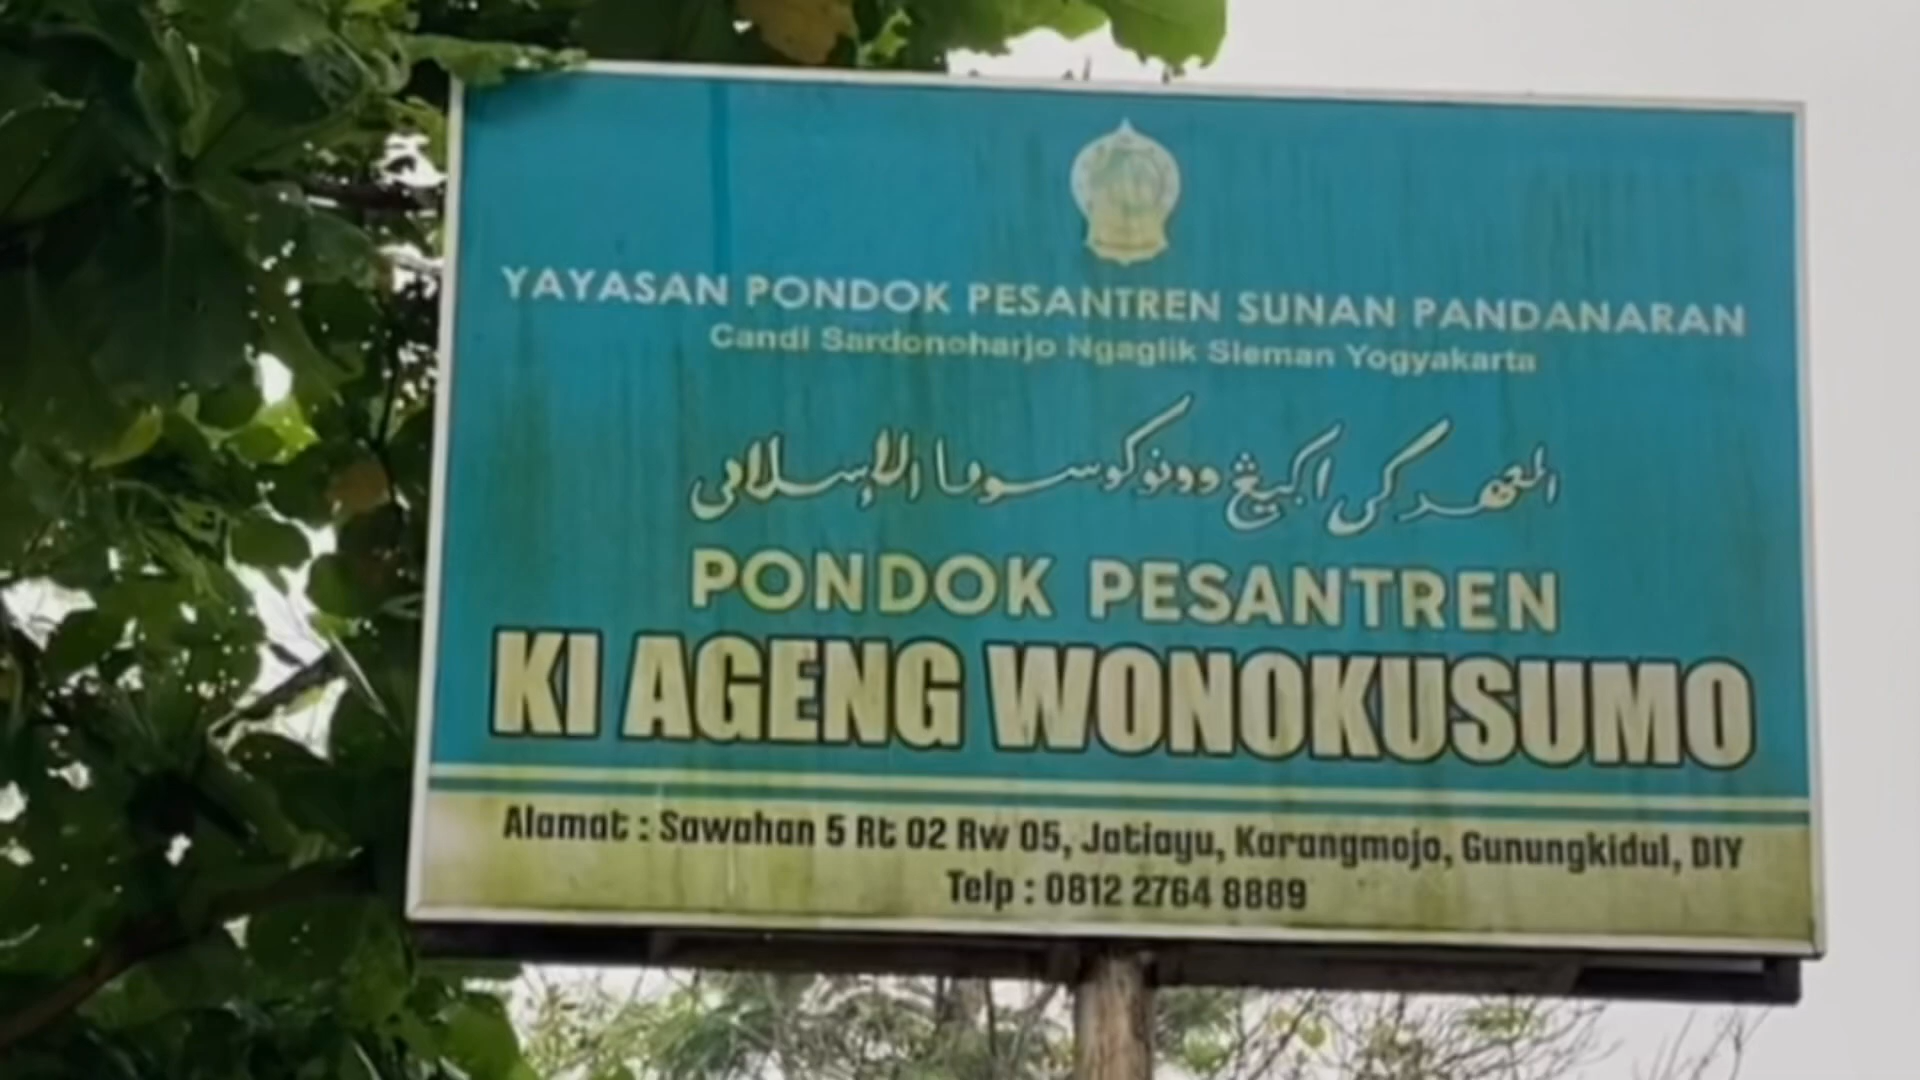 YAYASAN PONDOK PESANTREN SUNAN PANDANARAN
Candi Sardonoharjo Ngaglik Sleman Yogyakarta
المعهد كي اكيڠ وونوكوسوما الإسلامي
PONDOK PESANTREN
KI AGENG WONOKUSUMO
Alamat : Sawahan 5 Rt 02 Rw 05, Jatiayu, Karangmojo, Gunungkidul, DIY
Telp : 0812 2764 8889